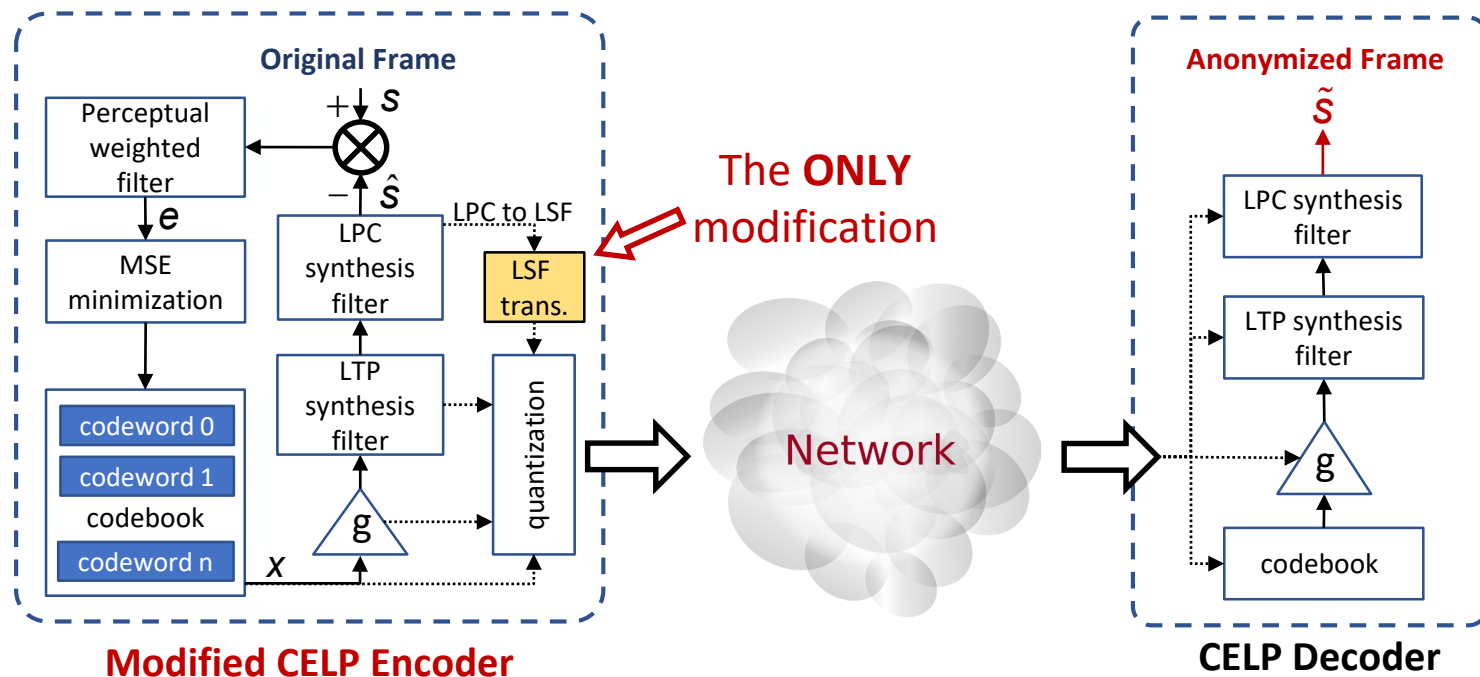 Original Frame
+
s
Perceptual
weighted
filter
−
ŝ
e
LPC to LSF
MSE
minimization
LPC
synthesis
filter
LSF
trans.
LTP
synthesis
filter
quantization
codeword 0
codeword 1
codebook
codeword n
g
x
Modified CELP Encoder
The ONLY
modification
Network
Anonymized Frame
s̃
LPC synthesis
filter
LTP synthesis
filter
g
codebook
CELP Decoder